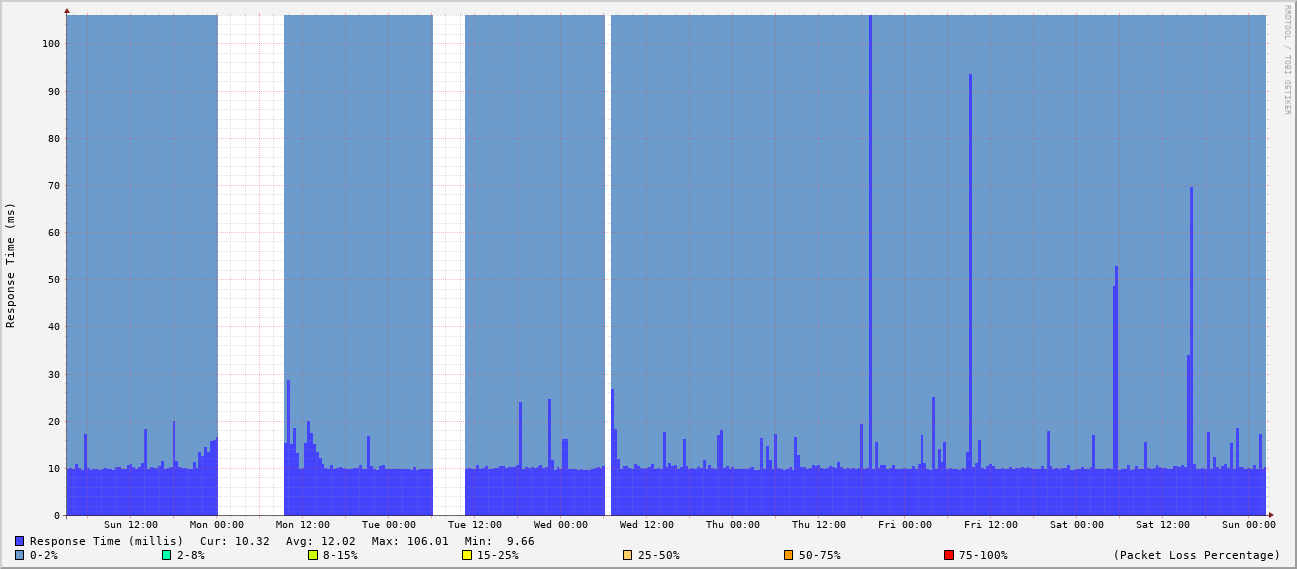 RRDTOOL / TOBI OETIKER
Response Time (ms)
100
90
80
70
60
50
40
30
20
10
0
Sun 12:00 Mon 00:00 Mon 12:00 Tue 00:00 Tue 12:00 Wed 00:00 Wed 12:00 Thu 00:00 Thu 12:00 Fri 00:00 Fri 12:00 Sat 00:00 Sat 12:00 Sun 00:00
Response Time (millis) Cur: 10.32 Avg: 12.02 Max: 106.01 Min: 9.66
0-2% 2-8% 8-15% 15-25% 25-50% 50-75% 75-100% (Packet Loss Percentage)